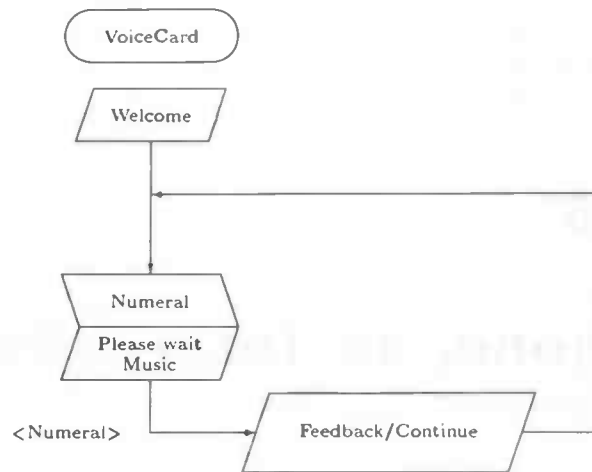 VoiceCard
Welcome
Numeral
Please wait
Music
<Numeral>
Feedback/Continue